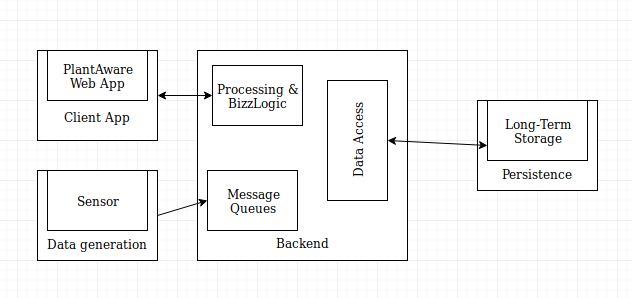 PlantAware
Web App
Client App
Processing &
BizzLogic
Data Access
Long-Term
Storage
Persistence
Sensor
Data generation
Message
Queues
Backend